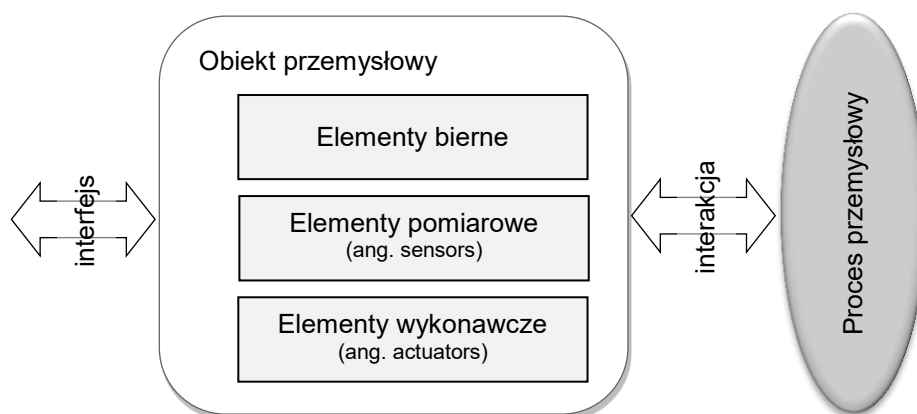 Obiekt przemysłowy
Elementy bierne
interfejs
Elementy pomiarowe
(ang. sensors)
interakcja
Proces przemysłowy
Elementy wykonawcze
(ang. actuators)